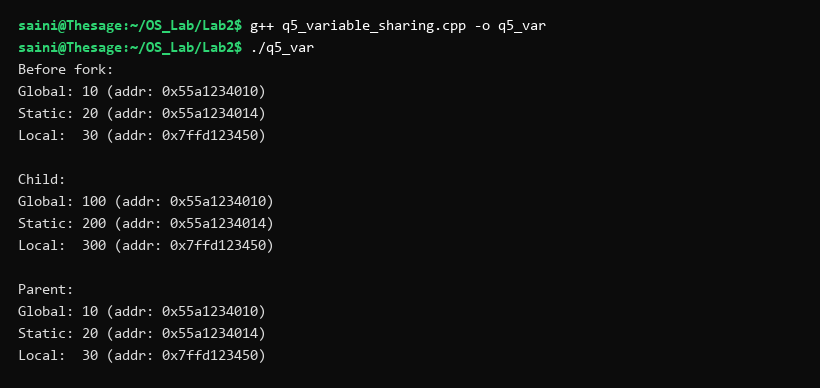 saini@Thesage:~/OS_Lab/Lab2$ g++ q5_variable_sharing.cpp -o q5_var
saini@Thesage:~/OS_Lab/Lab2$ ./q5_var
Before fork:
Global: 10 (addr: 0x55a1234010)
Static: 20 (addr: 0x55a1234014)
Local:  30 (addr: 0x7ffd123450)

Child:
Global: 100 (addr: 0x55a1234010)
Static: 200 (addr: 0x55a1234014)
Local:  300 (addr: 0x7ffd123450)

Parent:
Global: 10 (addr: 0x55a1234010)
Static: 20 (addr: 0x55a1234014)
Local:  30 (addr: 0x7ffd123450)